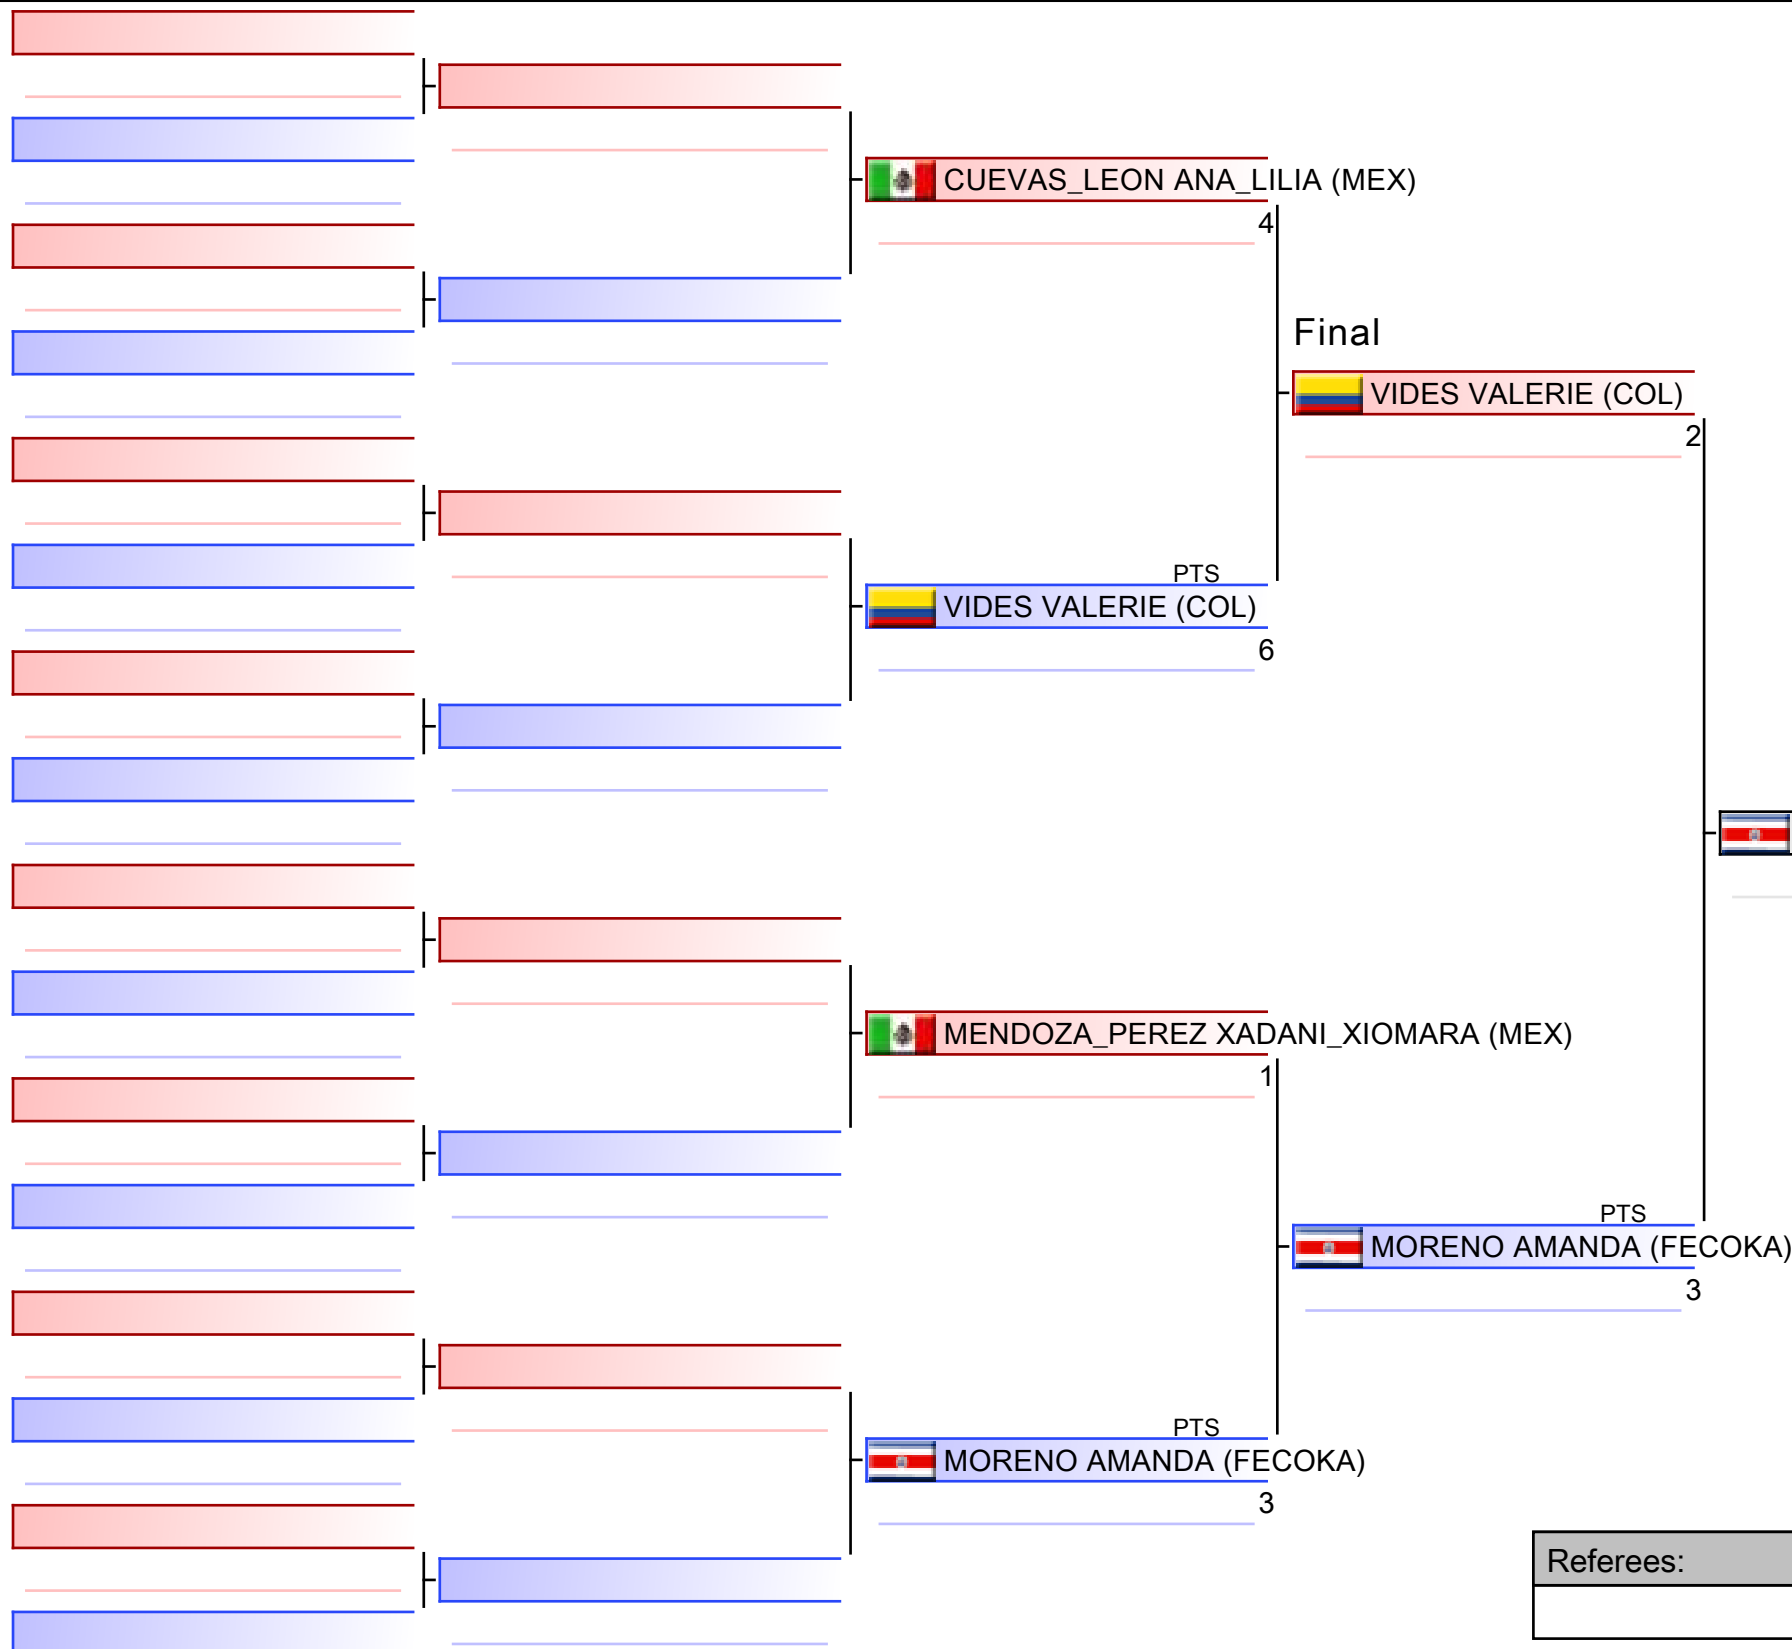 CUEVAS_LEON ANA_LILIA (MEX)
4
Final
VIDES VALERIE (COL)
2
PTS
VIDES VALERIE (COL)
6
MENDOZA_PEREZ XADANI_XIOMARA (MEX)
1
PTS
MORENO AMANDA (FECOKA)
3
PTS
MORENO AMANDA (FECOKA)
3
Referees: